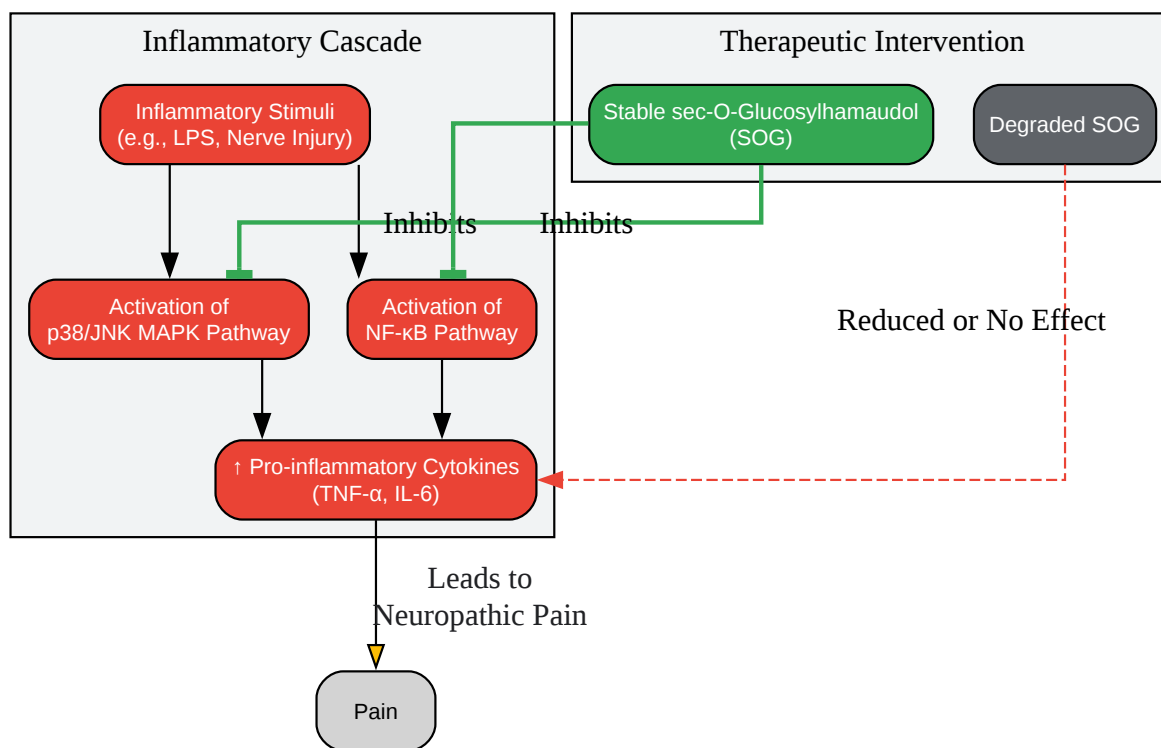 Inflammatory Cascade
Therapeutic Intervention
Inflammatory Stimuli
(e.g., LPS, Nerve Injury)
Stable sec-O-Glucosylhamaudol
(SOG)
Degraded SOG
Inhibits
Inhibits
Activation of
p38/JNK MAPK Pathway
Activation of
NF-κB Pathway
Reduced or No Effect
↑ Pro-inflammatory Cytokines
(TNF-α, IL-6)
Leads to
Neuropathic Pain
Pain